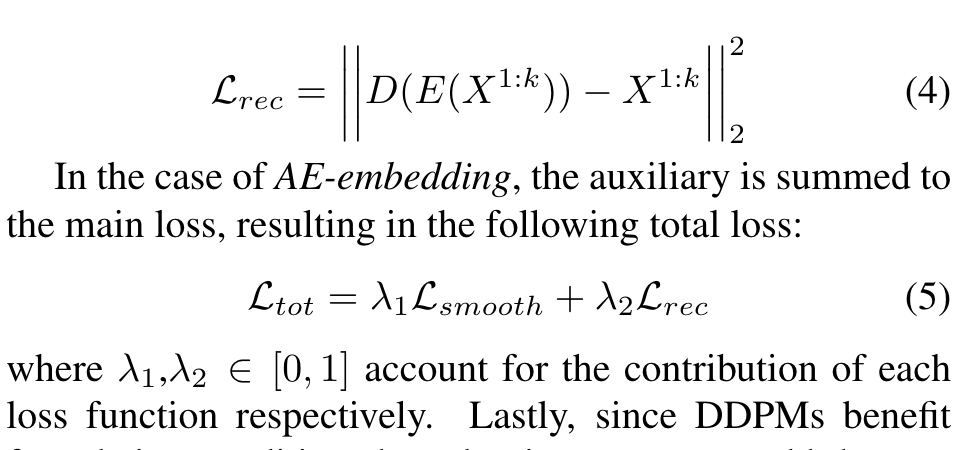 ℒ_rec = ||D(E(X^{1:k})) − X^{1:k}||_2^2 (4)
In the case of AE-embedding, the auxiliary is summed to
the main loss, resulting in the following total loss:
ℒ_tot = λ_1ℒ_smooth + λ_2ℒ_rec (5)
where λ_1,λ_2 ∈ [0, 1] account for the contribution of each
loss function respectively. Lastly, since DDPMs benefit